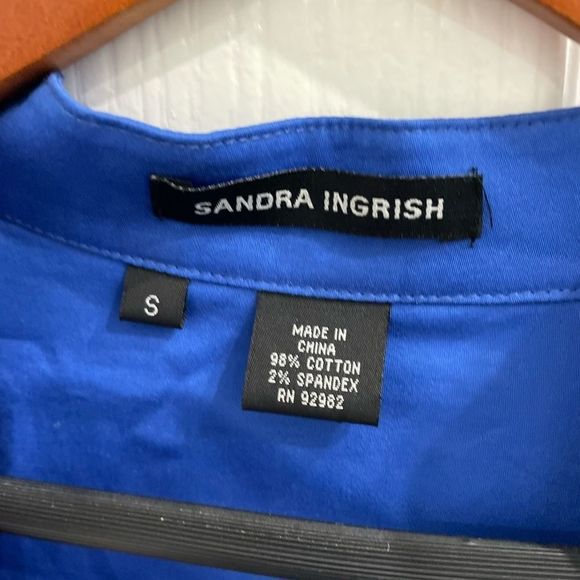 SANDRA INGRISH
S
MADE IN
CHINA
98% COTTON
2% SPANDEX
RN 92982